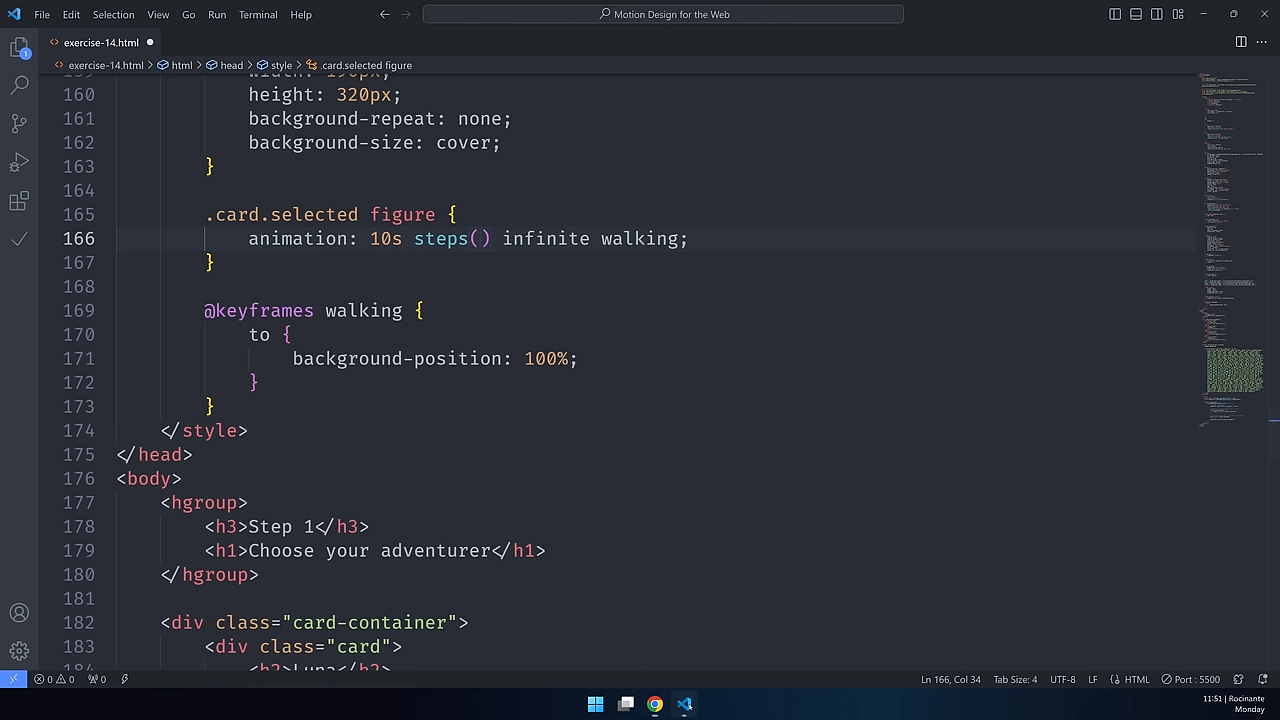 File Edit Selection View Go Run Terminal Help
Motion Design for the Web
exercise-14.html
exercise-14.html > html > head > style > .card.selected figure
160 height: 320px;
161 background-repeat: none;
162 background-size: cover;
163 }
164
165 .card.selected figure {
166 animation: 10s steps() infinite walking;
167 }
168
169 @keyframes walking {
170 to {
171 background-position: 100%;
172 }
173 }
174 </style>
175 </head>
176 <body>
177 <hgroup>
178 <h3>Step 1</h3>
179 <h1>Choose your adventurer</h1>
180 </hgroup>
181
182 <div class="card-container">
183 <div class="card">
184 <h2>Luna</h2>
1
0 0 0 Ln 166, Col 34 Tab Size: 4 UTF-8 LF HTML Port : 5500
11:51 | Rocinante
Monday